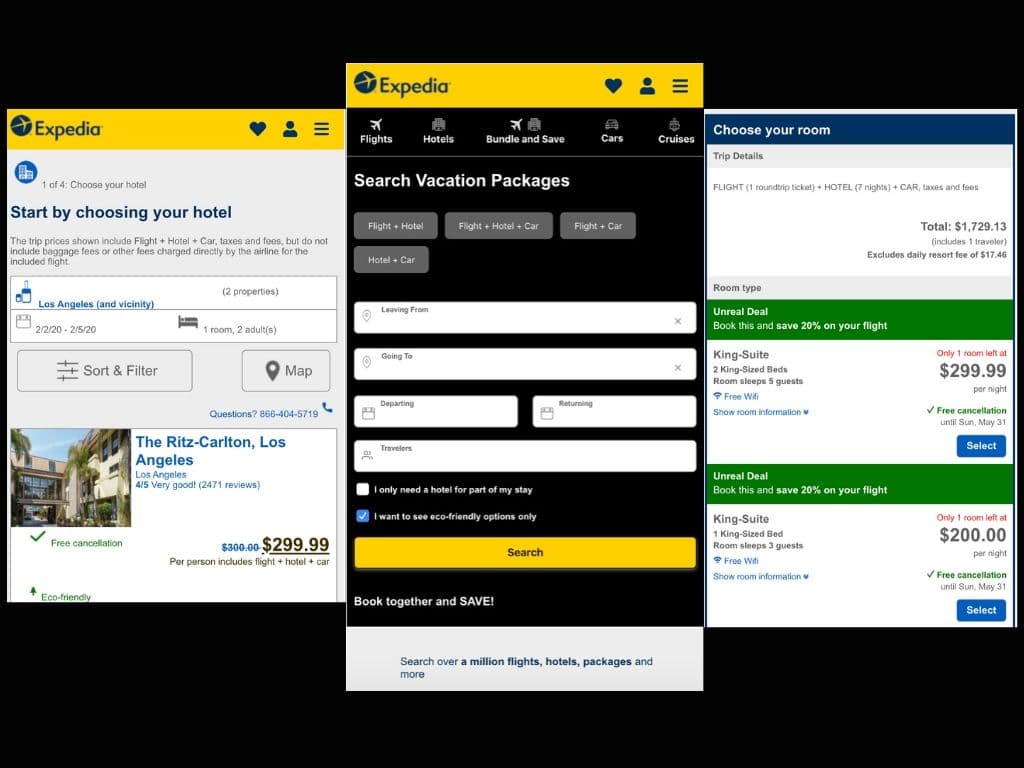 Expedia
1 of 4: Choose your hotel
Start by choosing your hotel
The trip prices shown include Flight + Hotel + Car, taxes and fees, but do not
include baggage fees or other fees charged directly by the airline for the
included flight.
(2 properties)
Los Angeles (and vicinity)
2/2/20 - 2/5/20
1 room, 2 adult(s)
Sort & Filter
Map
Questions? 866-404-5719
The Ritz-Carlton, Los
Angeles
Los Angeles
4/5 Very good! (2471 reviews)
Free cancellation
$300.00 $299.99
Per person includes flight + hotel + car
Eco-friendly
Expedia
Flights
Hotels
Bundle and Save
Cars
Cruises
Search Vacation Packages
Flight + Hotel
Flight + Hotel + Car
Flight + Car
Hotel + Car
Leaving From
Going To
Departing
Returning
Travelers
I only need a hotel for part of my stay
I want to see eco-friendly options only
Search
Book together and SAVE!
Search over a million flights, hotels, packages and
more
Choose your room
Trip Details
FLIGHT (1 roundtrip ticket) + HOTEL (7 nights) + CAR, taxes and fees
Total: $1,729.13
(includes 1 traveler)
Excludes daily resort fee of $17.46
Room type
Unreal Deal
Book this and save 20% on your flight
King-Suite
Only 1 room left at
2 King-Sized Beds
$299.99
Room sleeps 5 guests
per night
Free Wifi
Show room information
Free cancellation
until Sun, May 31
Select
Unreal Deal
Book this and save 20% on your flight
King-Suite
Only 1 room left at
1 King-Sized Bed
$200.00
Room sleeps 3 guests
per night
Free Wifi
Show room information
Free cancellation
until Sun, May 31
Select